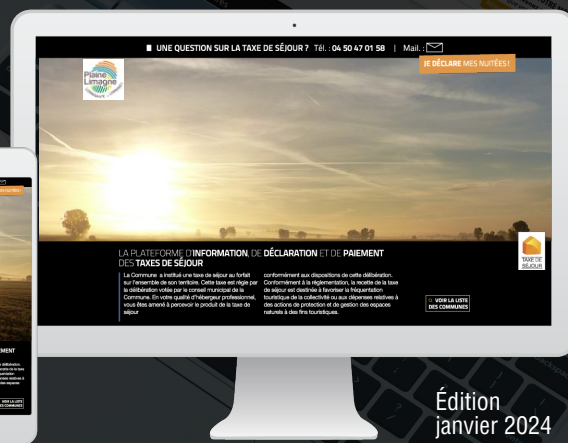 UNE QUESTION SUR LA TAXE DE SÉJOUR ? Tél. : 04 50 47 01 58 | Mail. :
JE DÉCLARE MES NUITÉES !
Plaine
Limagne
LA PLATEFORME D'INFORMATION, DE DÉCLARATION ET DE PAIEMENT
DES TAXES DE SÉJOUR
La Commune a institué une taxe de séjour au forfait
sur l'ensemble de son territoire. Cette taxe est régie par
la délibération votée par le conseil municipal de la
Commune. En votre qualité d'hébergeur professionnel,
vous êtes amené à percevoir le produit de la taxe de
séjour
conformément aux dispositions de cette délibération.
Conformément à la réglementation, la recette de la taxe
de séjour est destinée à favoriser la fréquentation
touristique de la collectivité ou aux dépenses relatives à
des actions de protection et de gestion des espaces
naturels à des fins touristiques.
TAXE DE
SÉJOUR
VOIR LA LISTE
DES COMMUNES
Édition
janvier 2024